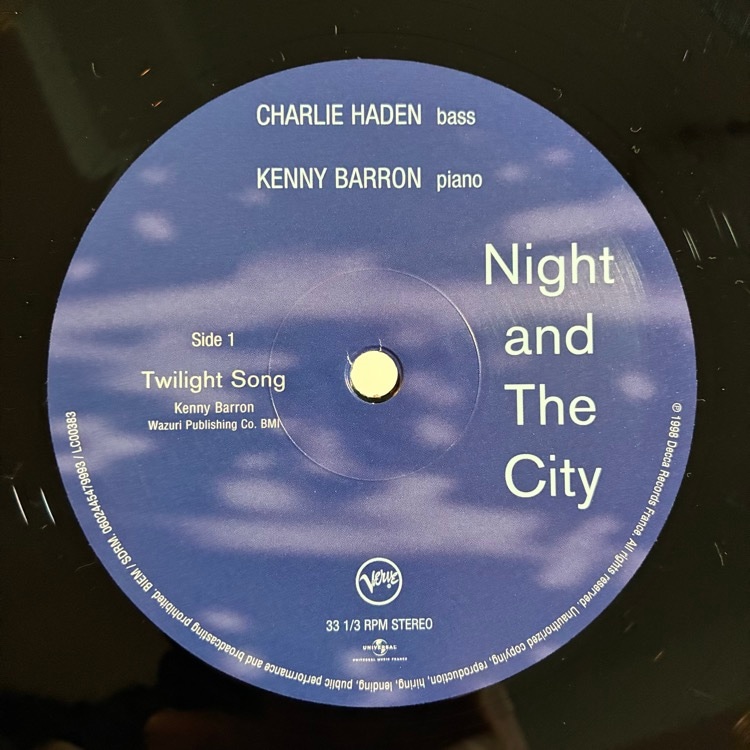 CHARLIE HADEN bass
KENNY BARRON piano
Night
and
The
City
Side 1
Twilight Song
Kenny Barron
Wazuri Publishing Co. BMI
Verve
33 1/3 RPM STEREO
UNIVERSAL
UNIVERSAL MUSIC FRANCE
℗ 1998 Decca Records France. All rights reserved. Unauthorized copying, reproduction, hiring, lending, public performance and broadcasting prohibited. BIEM / SDRM. 0602445479993 / LC00383